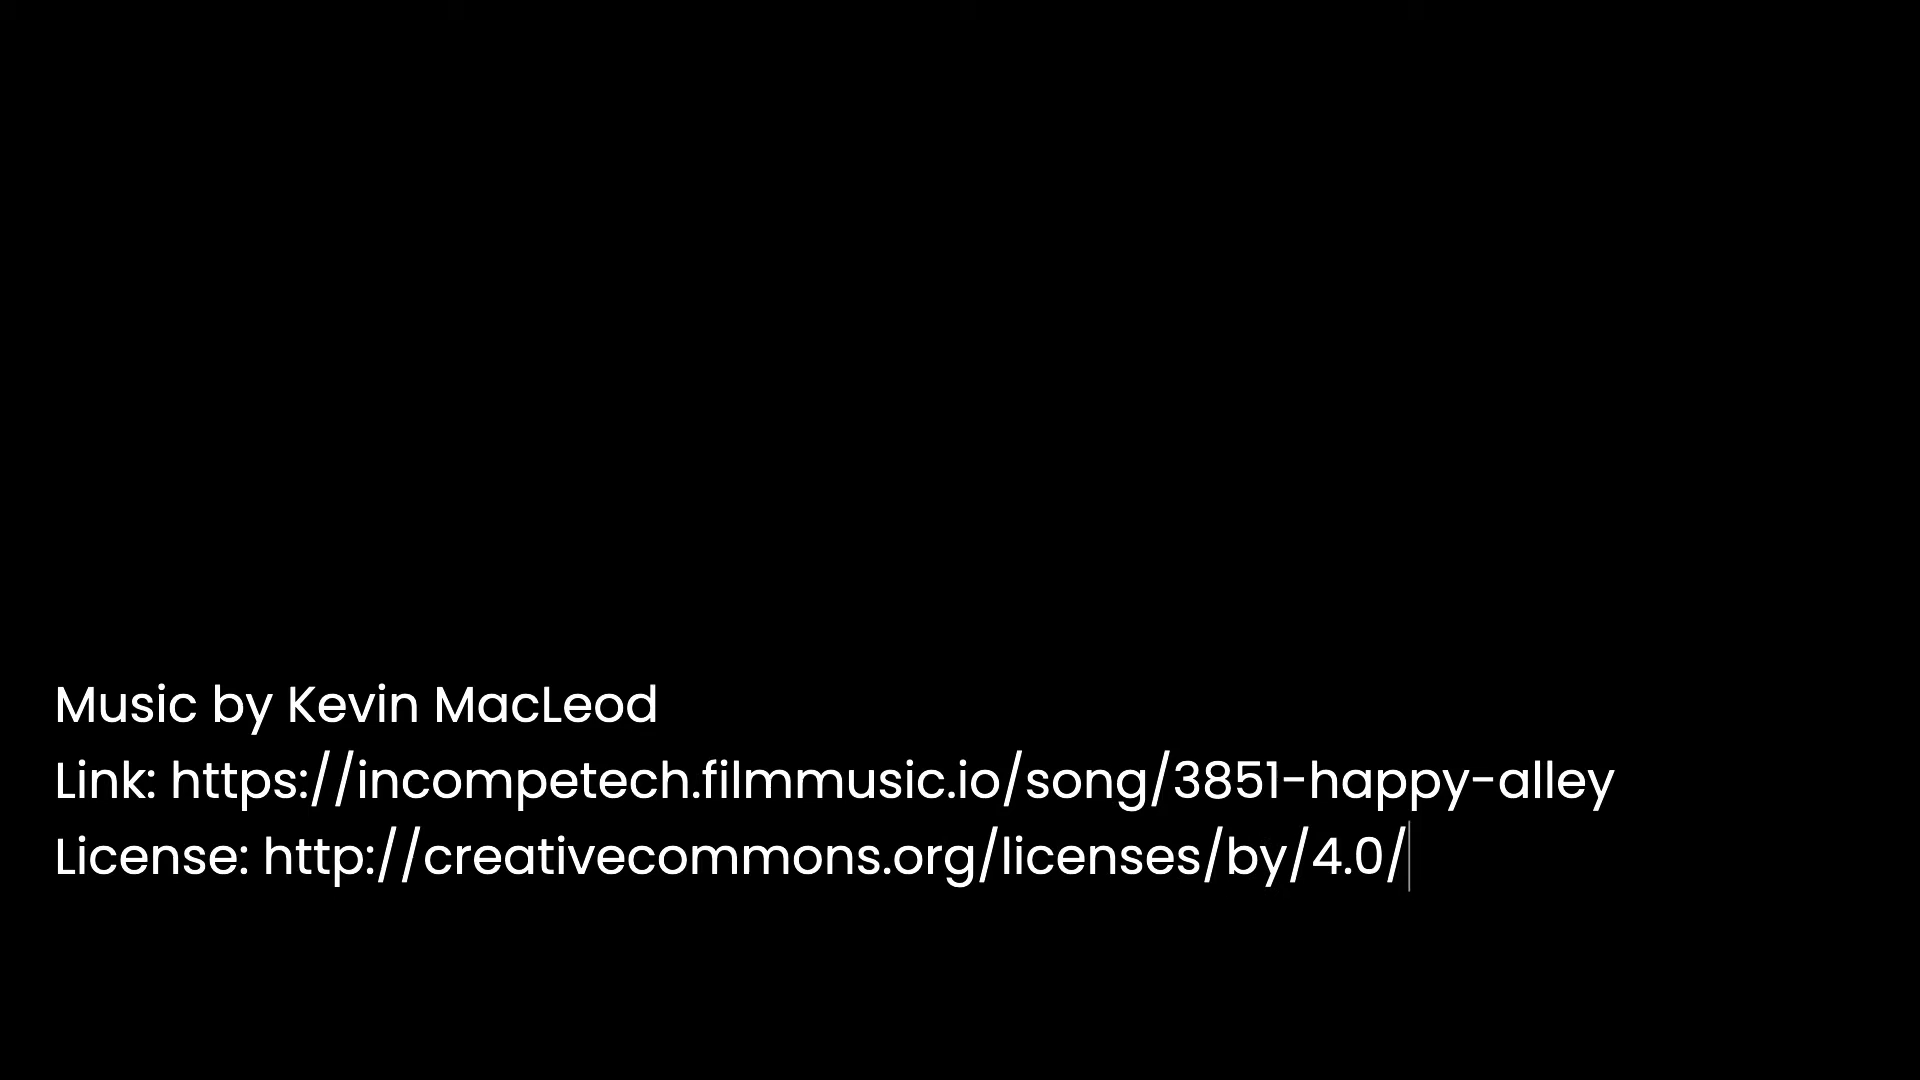 Music by Kevin MacLeod
Link: https://incompetech.filmmusic.io/song/3851-happy-alley
License: http://creativecommons.org/licenses/by/4.0/